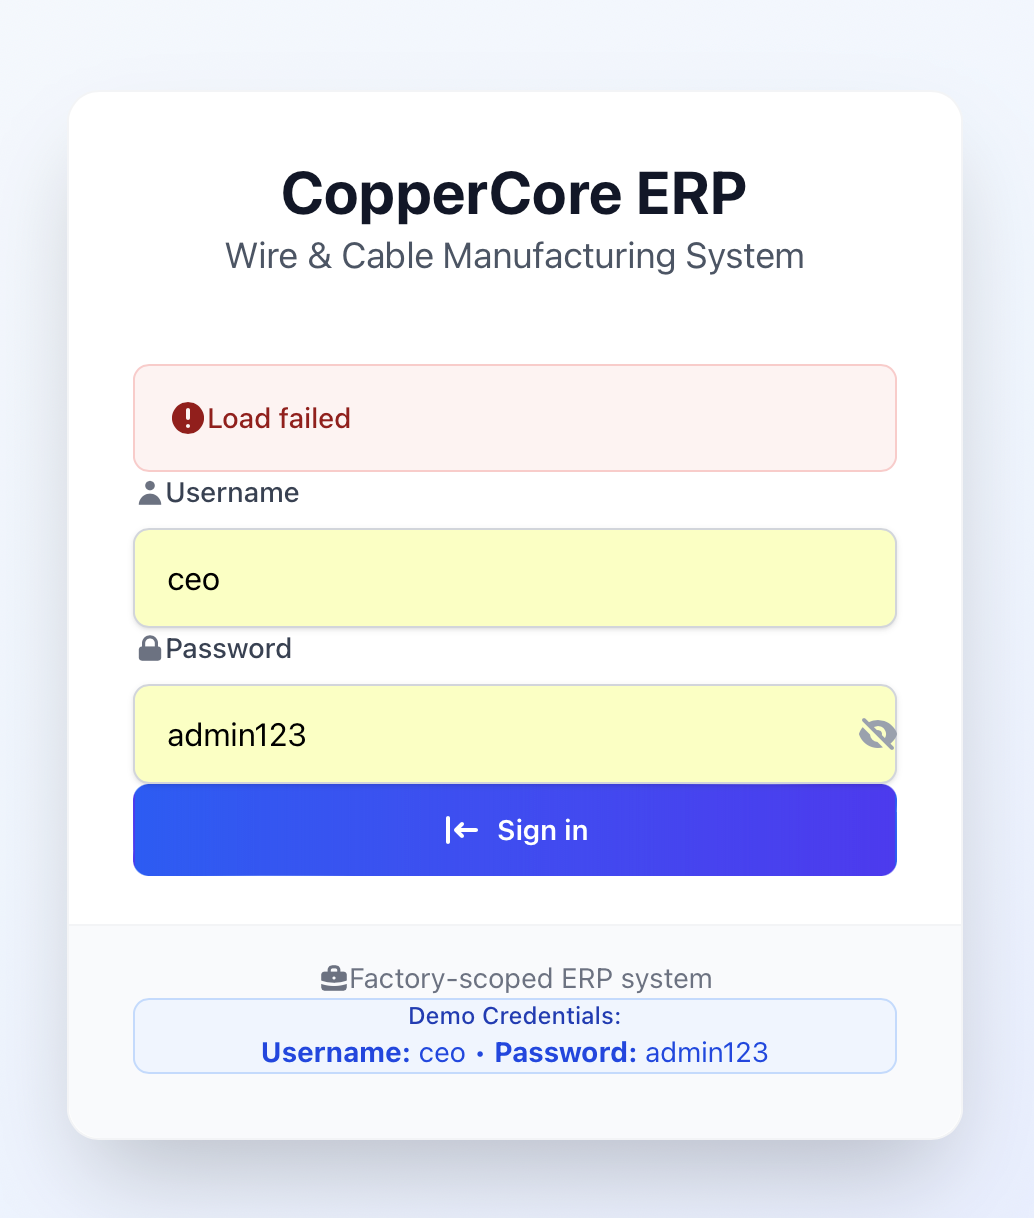 CopperCore ERP
Wire & Cable Manufacturing System
Load failed
Username
ceo
Password
admin123
Sign in
Factory-scoped ERP system
Demo Credentials:
Username: ceo • Password: admin123